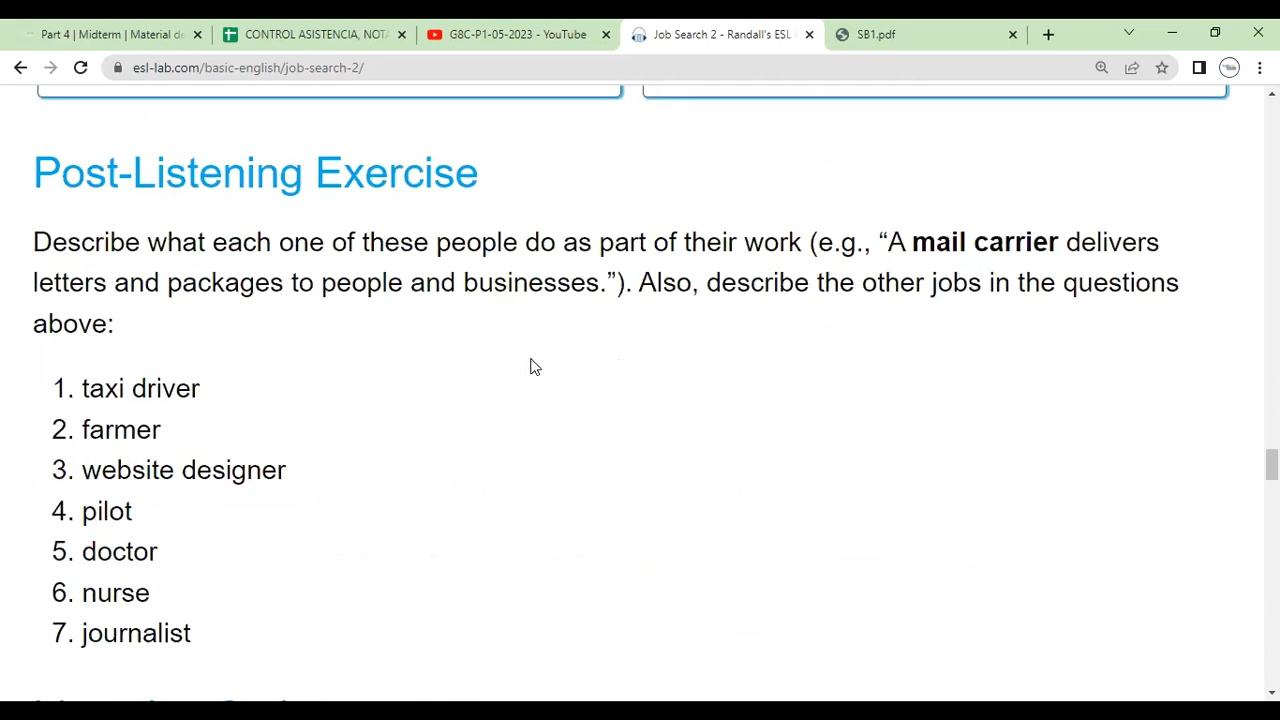 Part 4 | Midterm | Material de
CONTROL ASISTENCIA, NOTA
G8C-P1-05-2023 - YouTube
Job Search 2 - Randall's ESL
SB1.pdf
esl-lab.com/basic-english/job-search-2/
Post-Listening Exercise
Describe what each one of these people do as part of their work (e.g., “A mail carrier delivers
letters and packages to people and businesses.”). Also, describe the other jobs in the questions
above:
1. taxi driver
2. farmer
3. website designer
4. pilot
5. doctor
6. nurse
7. journalist